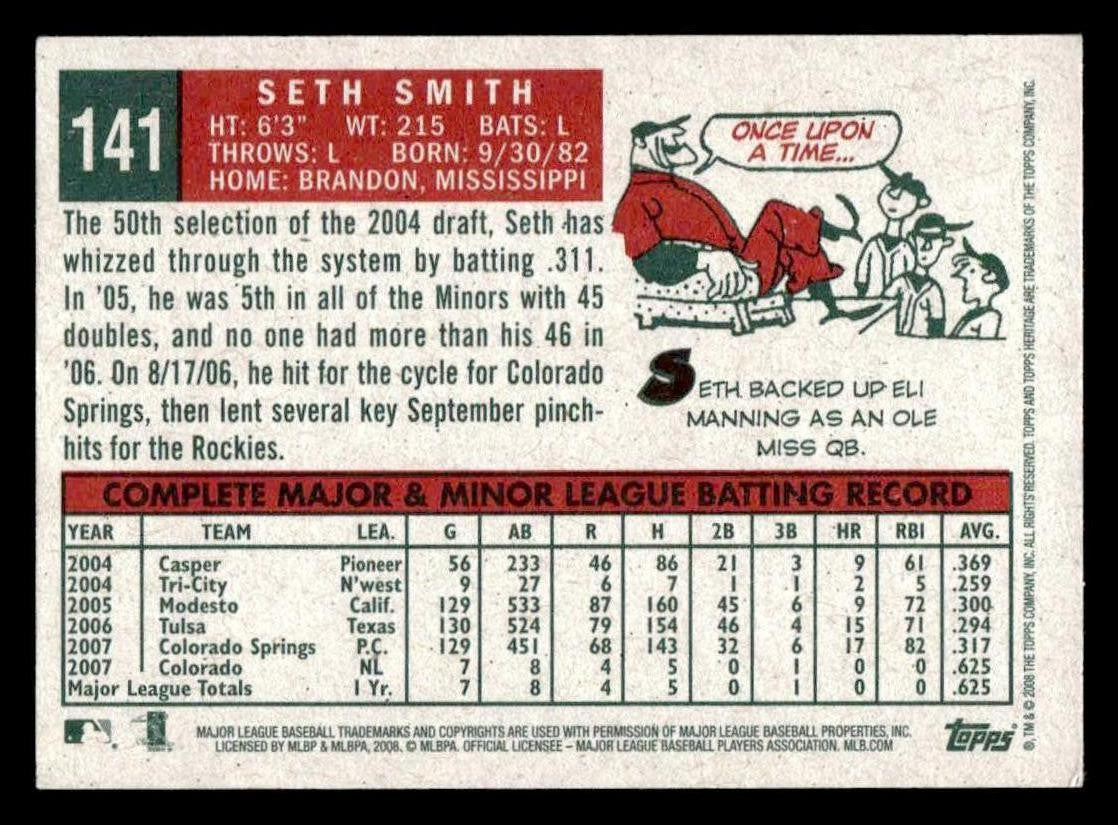 141
SETH SMITH
HT: 6'3" WT: 215 BATS: L
THROWS: L BORN: 9/30/82
HOME: BRANDON, MISSISSIPPI
The 50th selection of the 2004 draft, Seth has
whizzed through the system by batting .311.
In '05, he was 5th in all of the Minors with 45
doubles, and no one had more than his 46 in
'06. On 8/17/06, he hit for the cycle for Colorado
Springs, then lent several key September pinch-
hits for the Rockies.
ONCE UPON
A TIME...
SETH BACKED UP ELI
MANNING AS AN OLE
MISS QB.
COMPLETE MAJOR & MINOR LEAGUE BATTING RECORD
YEAR TEAM LEA. G AB R H 2B 3B HR RBI AVG.
2004 Casper Pioneer 56 233 46 86 21 3 9 61 .369
2004 Tri-City N'west 9 27 6 7 1 1 2 5 .259
2005 Modesto Calif. 129 533 87 160 45 6 9 72 .300
2006 Tulsa Texas 130 524 79 154 46 4 15 71 .294
2007 Colorado Springs P.C. 129 451 68 143 32 6 17 82 .317
2007 Colorado NL 7 8 4 5 0 1 0 0 .625
Major League Totals 1 Yr. 7 8 4 5 0 1 0 0 .625
MAJOR LEAGUE BASEBALL TRADEMARKS AND COPYRIGHTS ARE USED WITH PERMISSION OF MAJOR LEAGUE BASEBALL PROPERTIES, INC.
LICENSED BY MLBP & MLBPA, 2008. © MLBPA. OFFICIAL LICENSEE – MAJOR LEAGUE BASEBALL PLAYERS ASSOCIATION. MLB.COM
Topps
®, TM & © 2008 THE TOPPS COMPANY, INC. ALL RIGHTS RESERVED. TOPPS AND TOPPS HERITAGE ARE TRADEMARKS OF THE TOPPS COMPANY, INC.